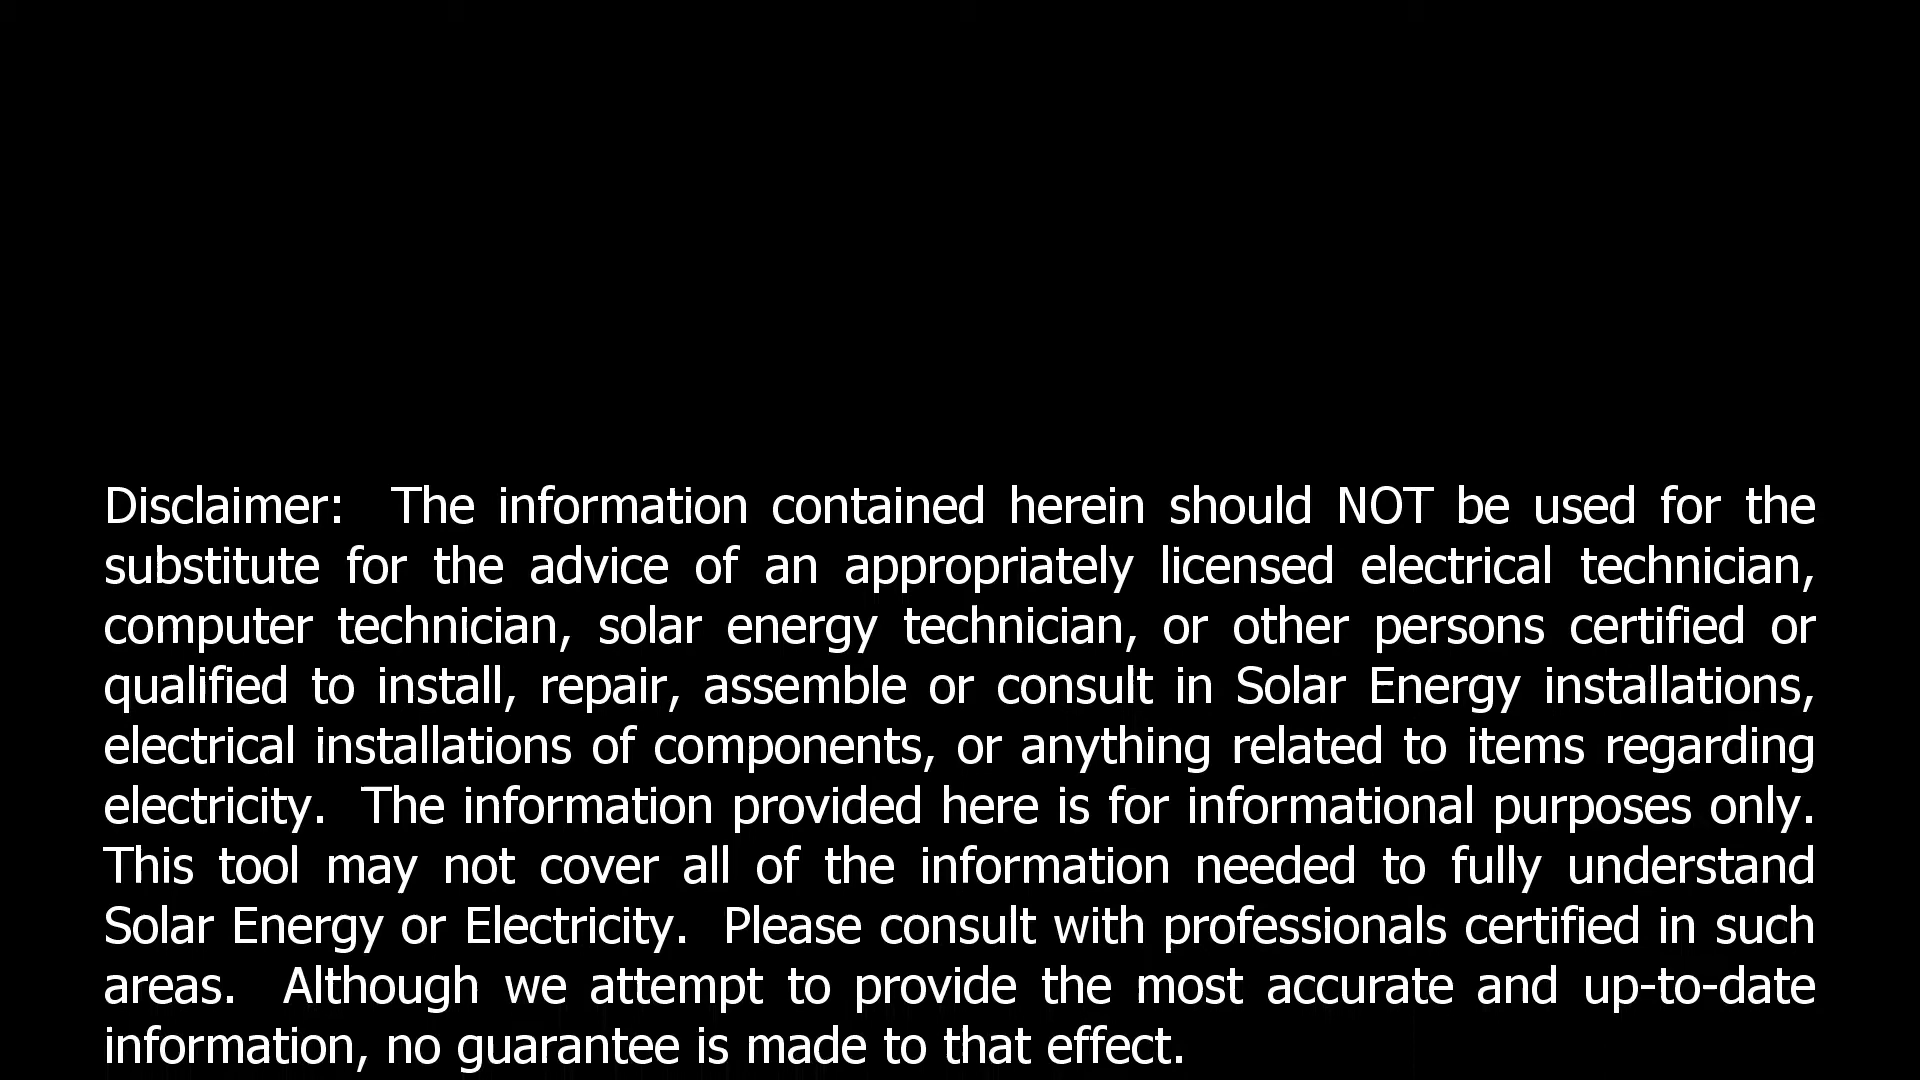 Disclaimer:  The information contained herein should NOT be used for the
substitute for the advice of an appropriately licensed electrical technician,
computer technician, solar energy technician, or other persons certified or
qualified to install, repair, assemble or consult in Solar Energy installations,
electrical installations of components, or anything related to items regarding
electricity.  The information provided here is for informational purposes only.
This tool may not cover all of the information needed to fully understand
Solar Energy or Electricity.  Please consult with professionals certified in such
areas.  Although we attempt to provide the most accurate and up-to-date
information, no guarantee is made to that effect.